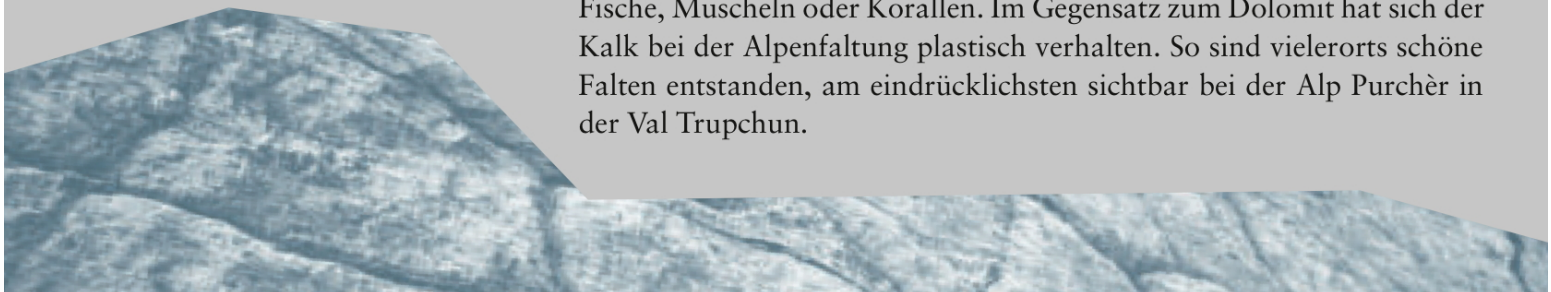 Fische, Muscheln oder Korallen. Im Gegensatz zum Dolomit hat sich der
Kalk bei der Alpenfaltung plastisch verhalten. So sind vielerorts schöne
Falten entstanden, am eindrücklichsten sichtbar bei der Alp Purchèr in
der Val Trupchun.